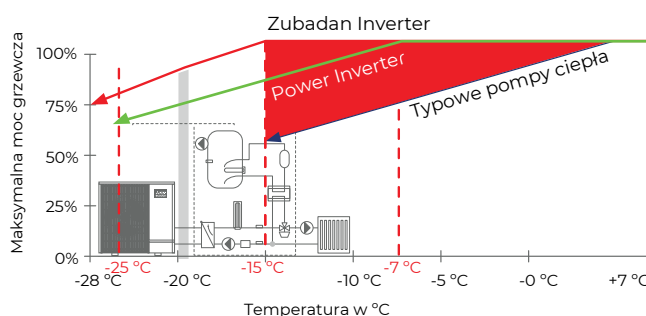 Zubadan Inverter
Maksymalna moc grzewcza
100%
75%
50%
25%
0%
Power Inverter
Typowe pompy ciepła
-28 °C
-25 °C
-20 °C
-15 °C
-10 °C
-7 °C
-5 °C
-0 °C
+7 °C
Temperatura w °C